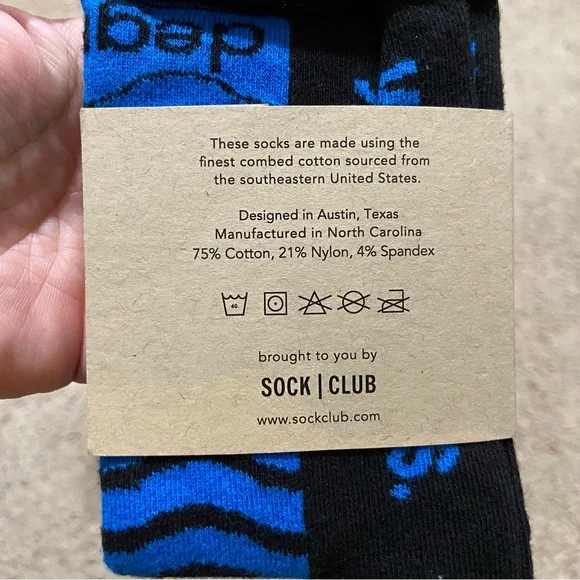 deqe
These socks are made using the
finest combed cotton sourced from
the southeastern United States.
Designed in Austin, Texas
Manufactured in North Carolina
75% Cotton, 21% Nylon, 4% Spandex
40
brought to you by
SOCK | CLUB
www.sockclub.com